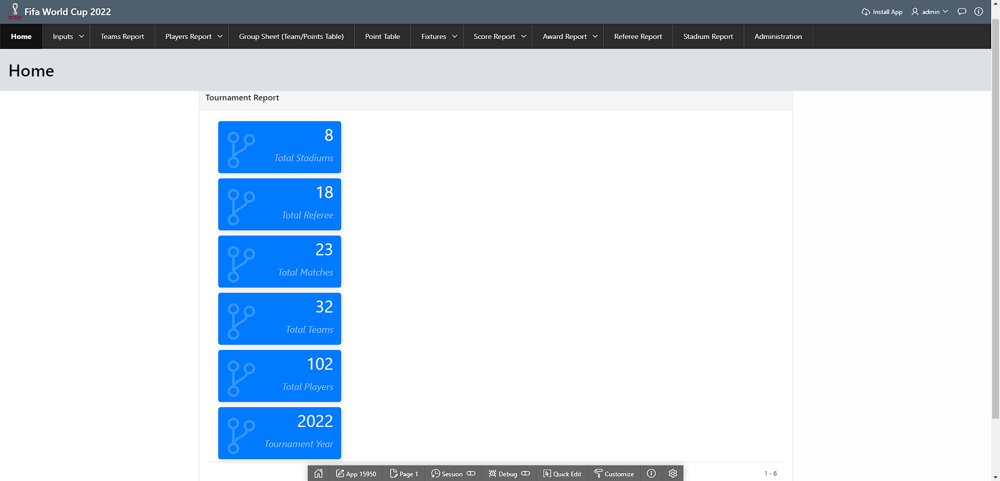 Fifa World Cup 2022
Install App
admin
Home
Inputs
Teams Report
Players Report
Group Sheet (Team/Points Table)
Point Table
Fixtures
Score Report
Award Report
Referee Report
Stadium Report
Administration
Home
Tournament Report
8
Total Stadiums
18
Total Referee
23
Total Matches
32
Total Teams
102
Total Players
2022
Tournament Year
App 15950
Page 1
Session
Debug
Quick Edit
Customize
1 - 6